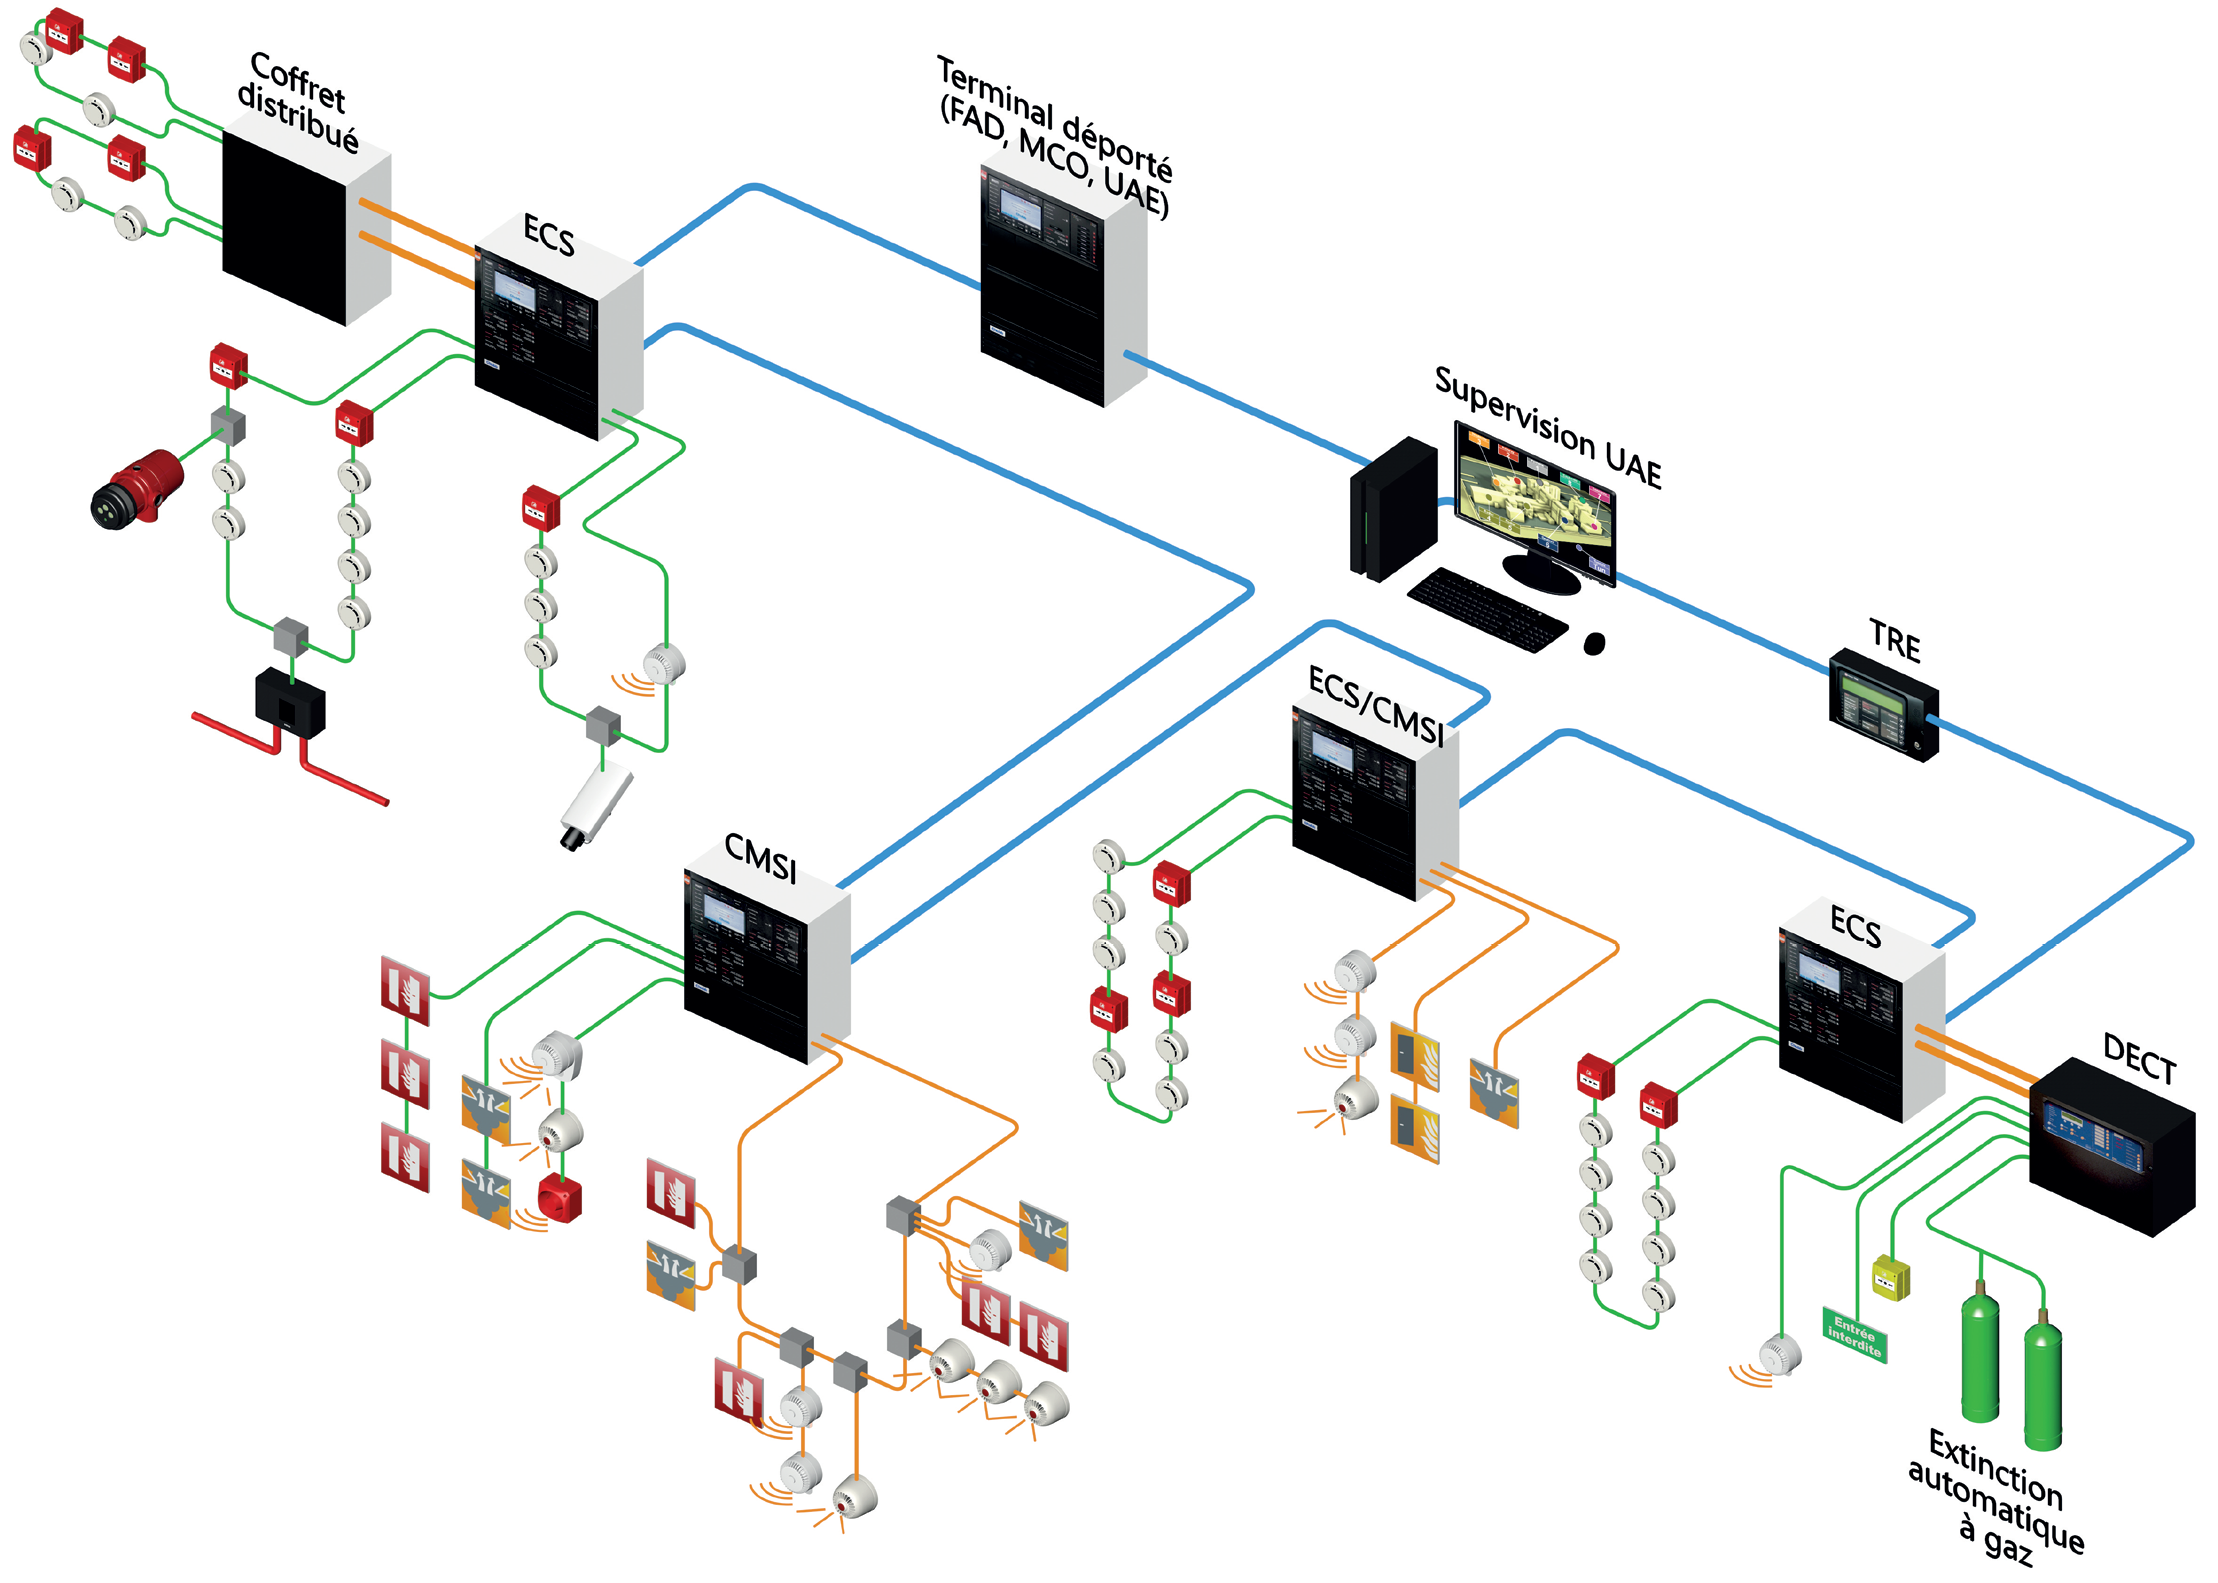 Coffret
distribué
ECS
Terminal déporté
(FAD, MCO, UAE)
Supervision UAE
TRE
ECS/CMSI
CMSI
ECS
DECT
Entrée
interdite
Extinction
automatique
à gaz